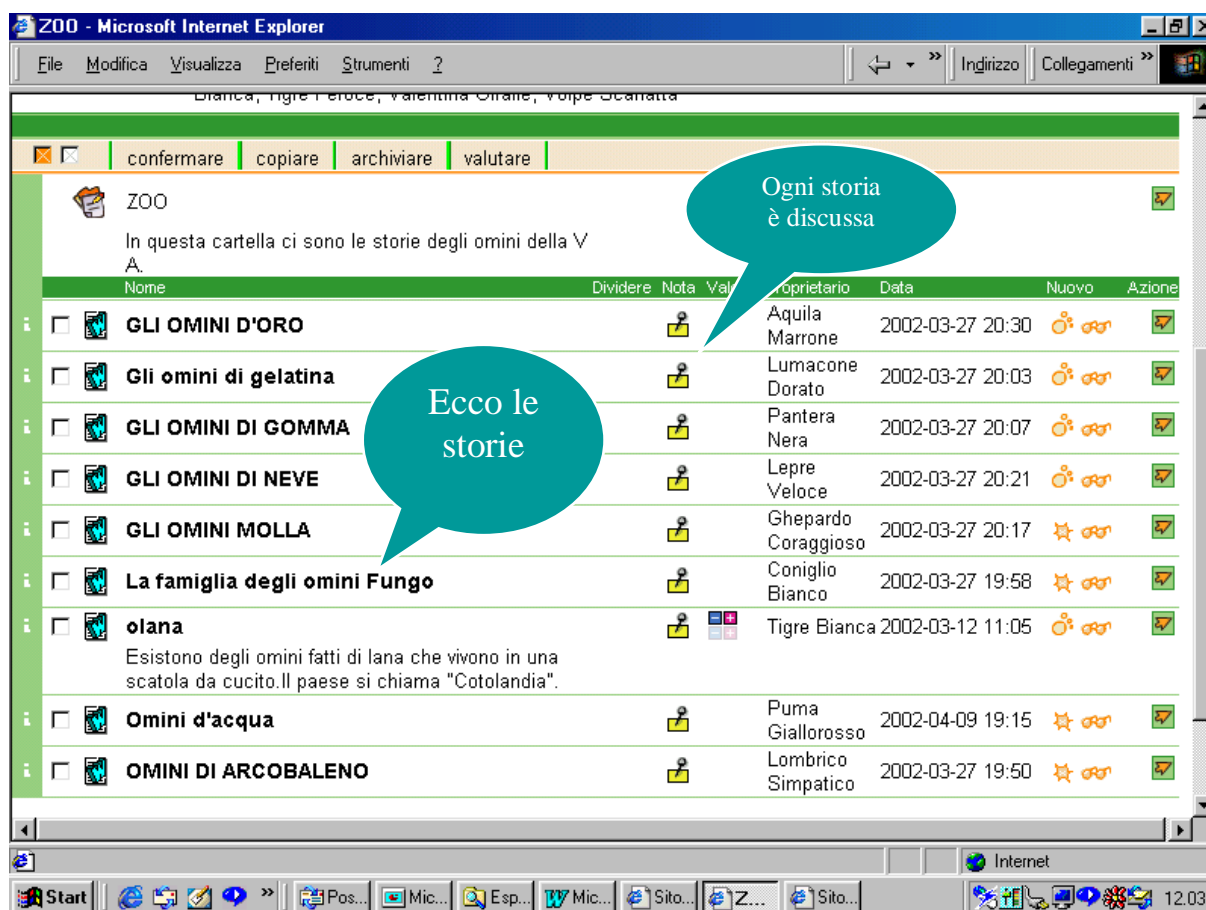 ZOO - Microsoft Internet Explorer
File Modifica Visualizza Preferiti Strumenti ? » Indirizzo Collegamenti »
Bianca, Tigre Feroce, Valentina Giraffe, Volpe Scarlatta
confermare copiare archiviare valutare
Ogni storia
è discussa
ZOO
In questa cartella ci sono le storie degli omini della V
A.
Nome Dividere Nota Data Nuovo Azione
GLI OMINI D'ORO Aquila Marrone 2002-03-27 20:30
Gli omini di gelatina Lumacone Dorato 2002-03-27 20:03
Ecco le
storie
GLI OMINI DI GOMMA Pantera Nera 2002-03-27 20:07
GLI OMINI DI NEVE Lepre Veloce 2002-03-27 20:21
GLI OMINI MOLLA Ghepardo Coraggioso 2002-03-27 20:17
La famiglia degli omini Fungo Coniglio Bianco 2002-03-27 19:58
olana Tigre Bianca 2002-03-12 11:05
Esistono degli omini fatti di lana che vivono in una
scatola da cucito.Il paese si chiama "Cotolandia".
Omini d'acqua Puma Giallorosso 2002-04-09 19:15
OMINI DI ARCOBALENO Lombrico Simpatico 2002-03-27 19:50
Internet
Start » Pos... Mic... Esp... Mic... Sito... Z... Sito... 12.03